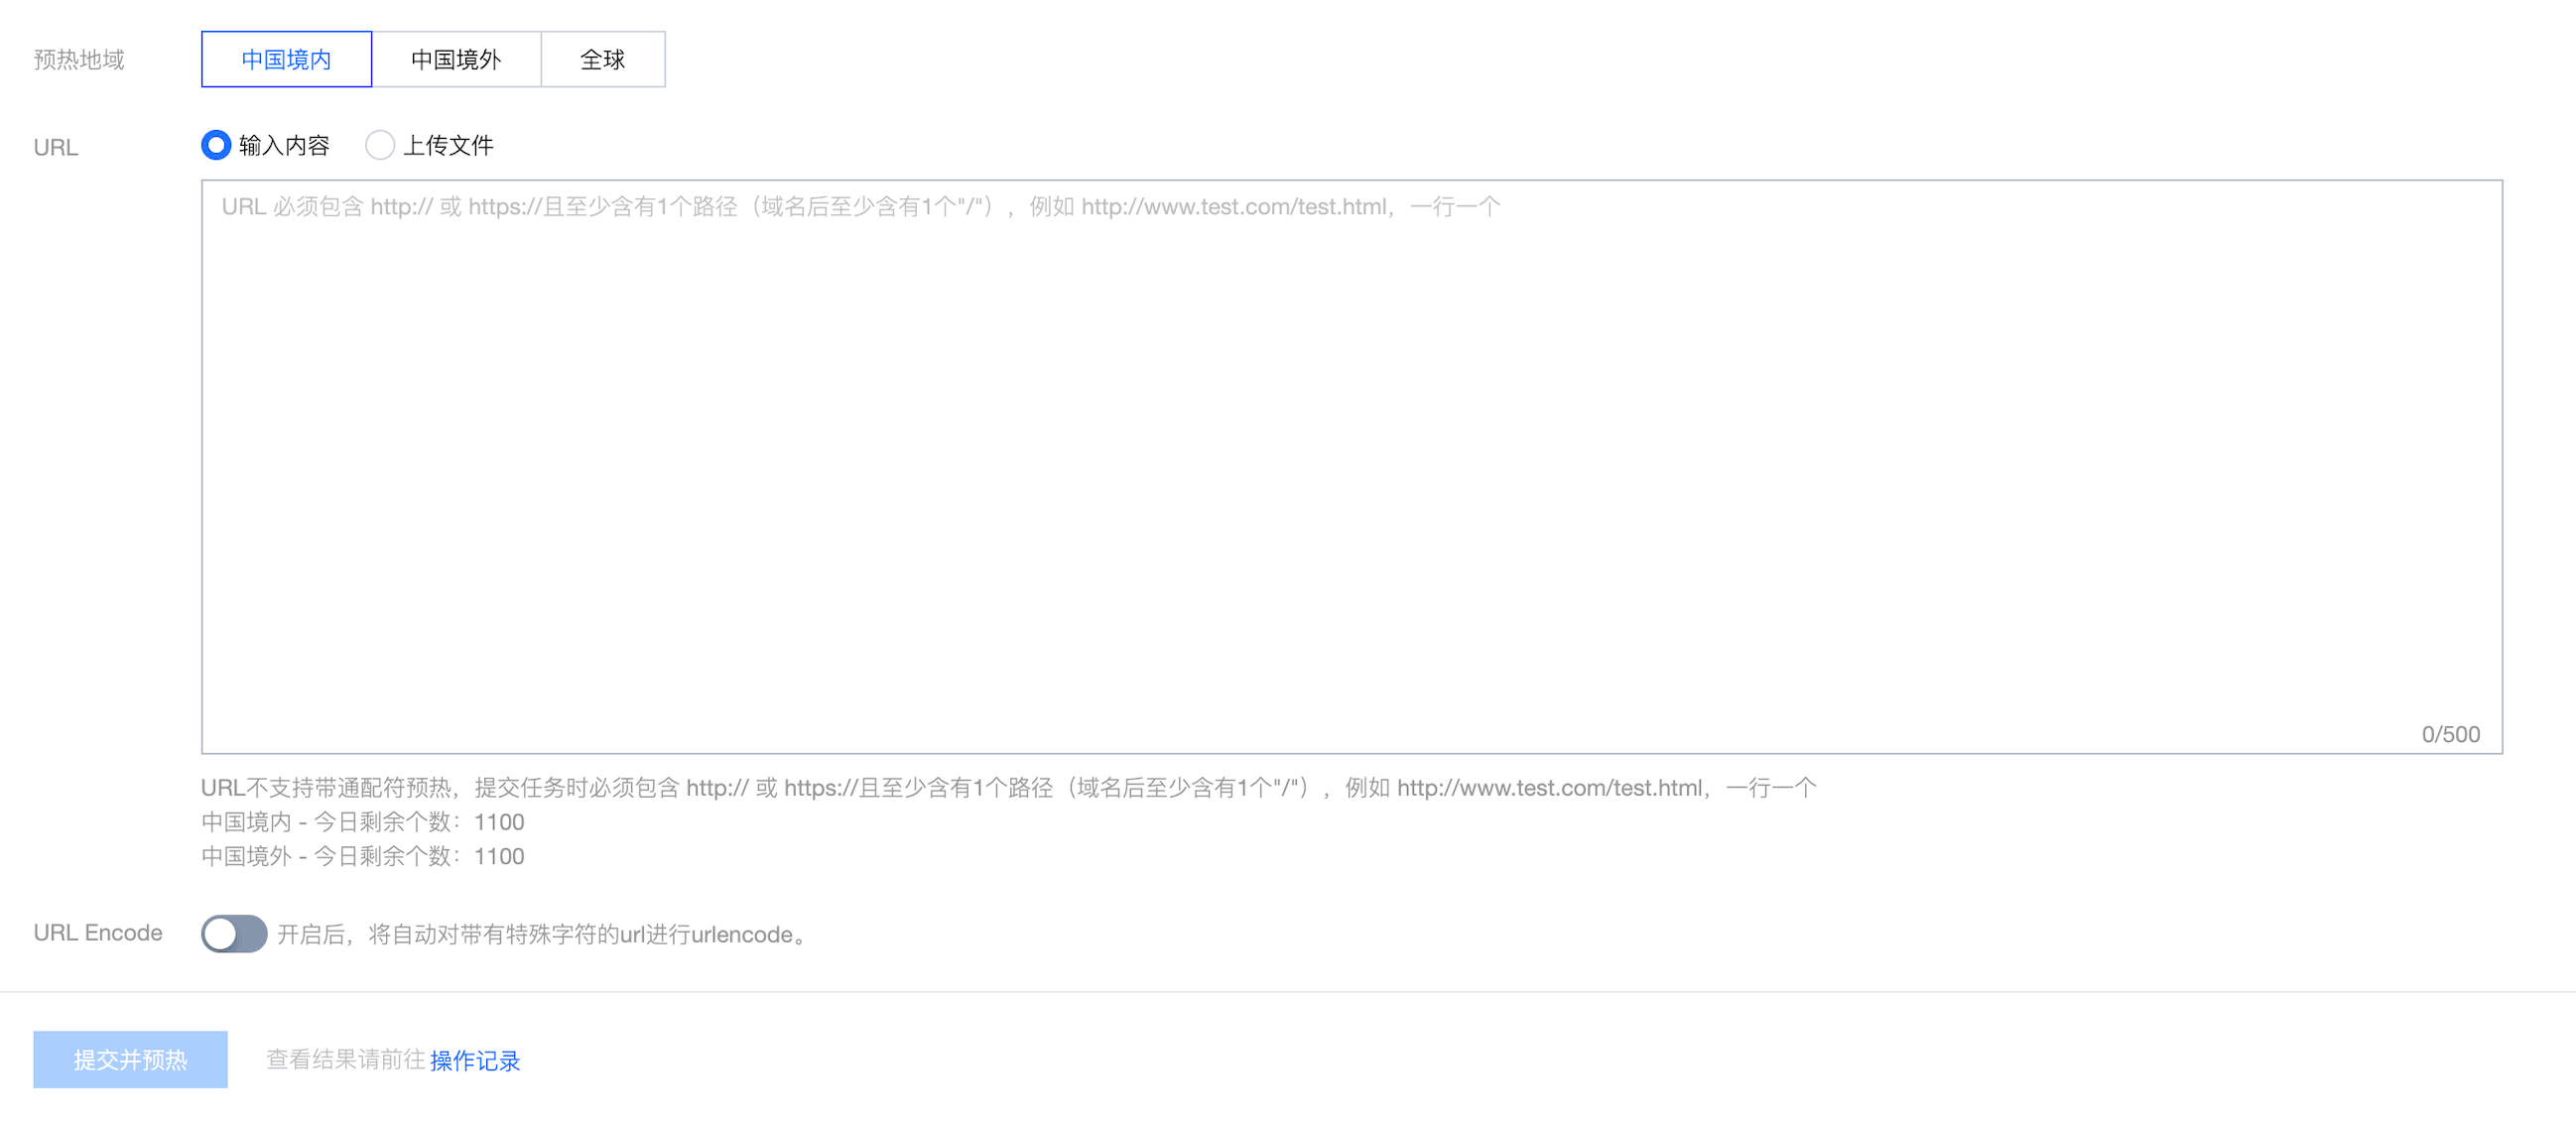 预热地域 中国境内 中国境外 全球
URL 输入内容 上传文件
URL 必须包含 http:// 或 https://且至少含有1个路径（域名后至少含有1个"/"），例如 http://www.test.com/test.html，一行一个
0/500
URL不支持带通配符预热，提交任务时必须包含 http:// 或 https://且至少含有1个路径（域名后至少含有1个"/"），例如 http://www.test.com/test.html，一行一个
中国境内 - 今日剩余个数：1100
中国境外 - 今日剩余个数：1100
URL Encode 开启后，将自动对带有特殊字符的url进行urlencode。
提交并预热 查看结果请前往 操作记录